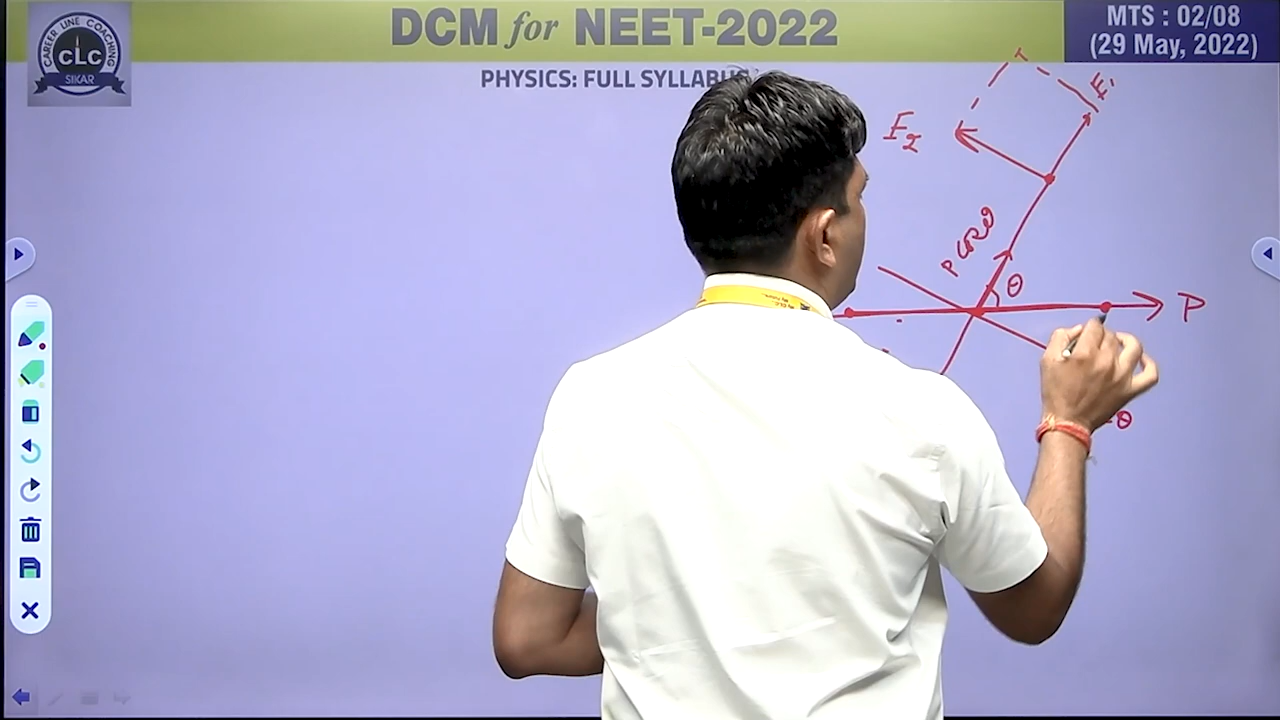 CAREER LINE COACHING
CLC
SIKAR
DCM for NEET-2022
MTS : 02/08
(29 May, 2022)
PHYSICS: FULL SYLLABUS
E₁
E₂
P cos θ
θ
P
θ